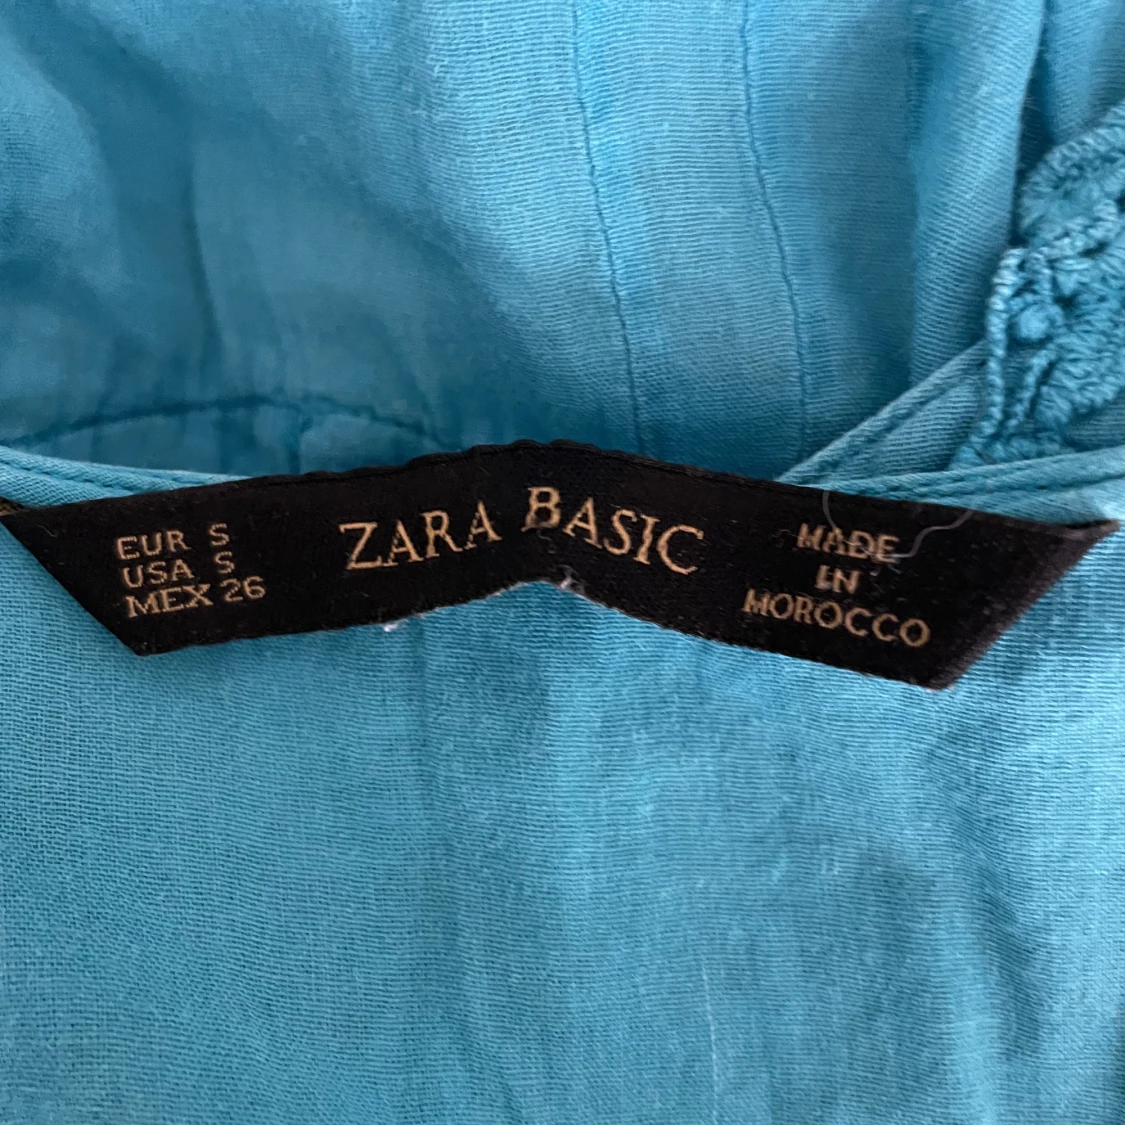 EUR S
USA S
MEX 26
ZARA BASIC
MADE
IN
MOROCCO